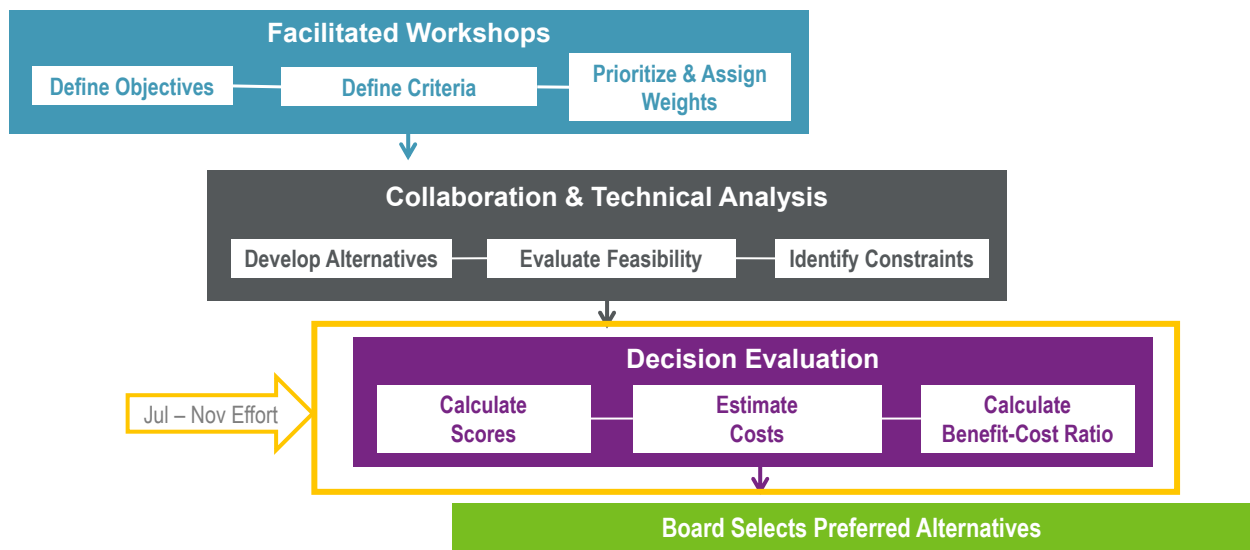 Facilitated Workshops
Define Objectives
Define Criteria
Prioritize & Assign
Weights
Collaboration & Technical Analysis
Develop Alternatives
Evaluate Feasibility
Identify Constraints
Jul – Nov Effort
Decision Evaluation
Calculate
Scores
Estimate
Costs
Calculate
Benefit-Cost Ratio
Board Selects Preferred Alternatives